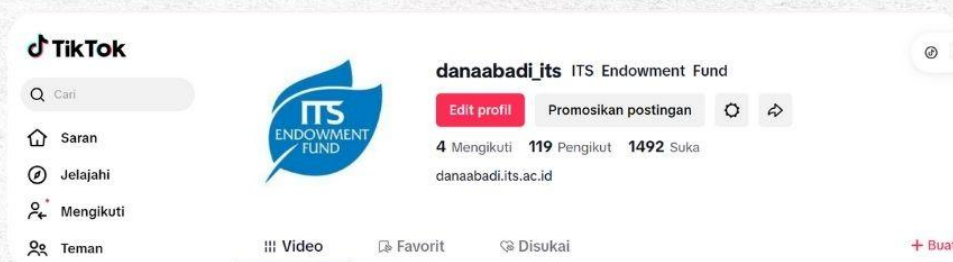 TikTok
Cari
Saran
Jelajahi
Mengikuti
Teman
ITS
ENDOWMENT
FUND
danaabadi_its ITS Endowment Fund
Edit profil Promosikan postingan
4 Mengikuti 119 Pengikut 1492 Suka
danaabadi.its.ac.id
Video Favorit Disukai
+ Buat